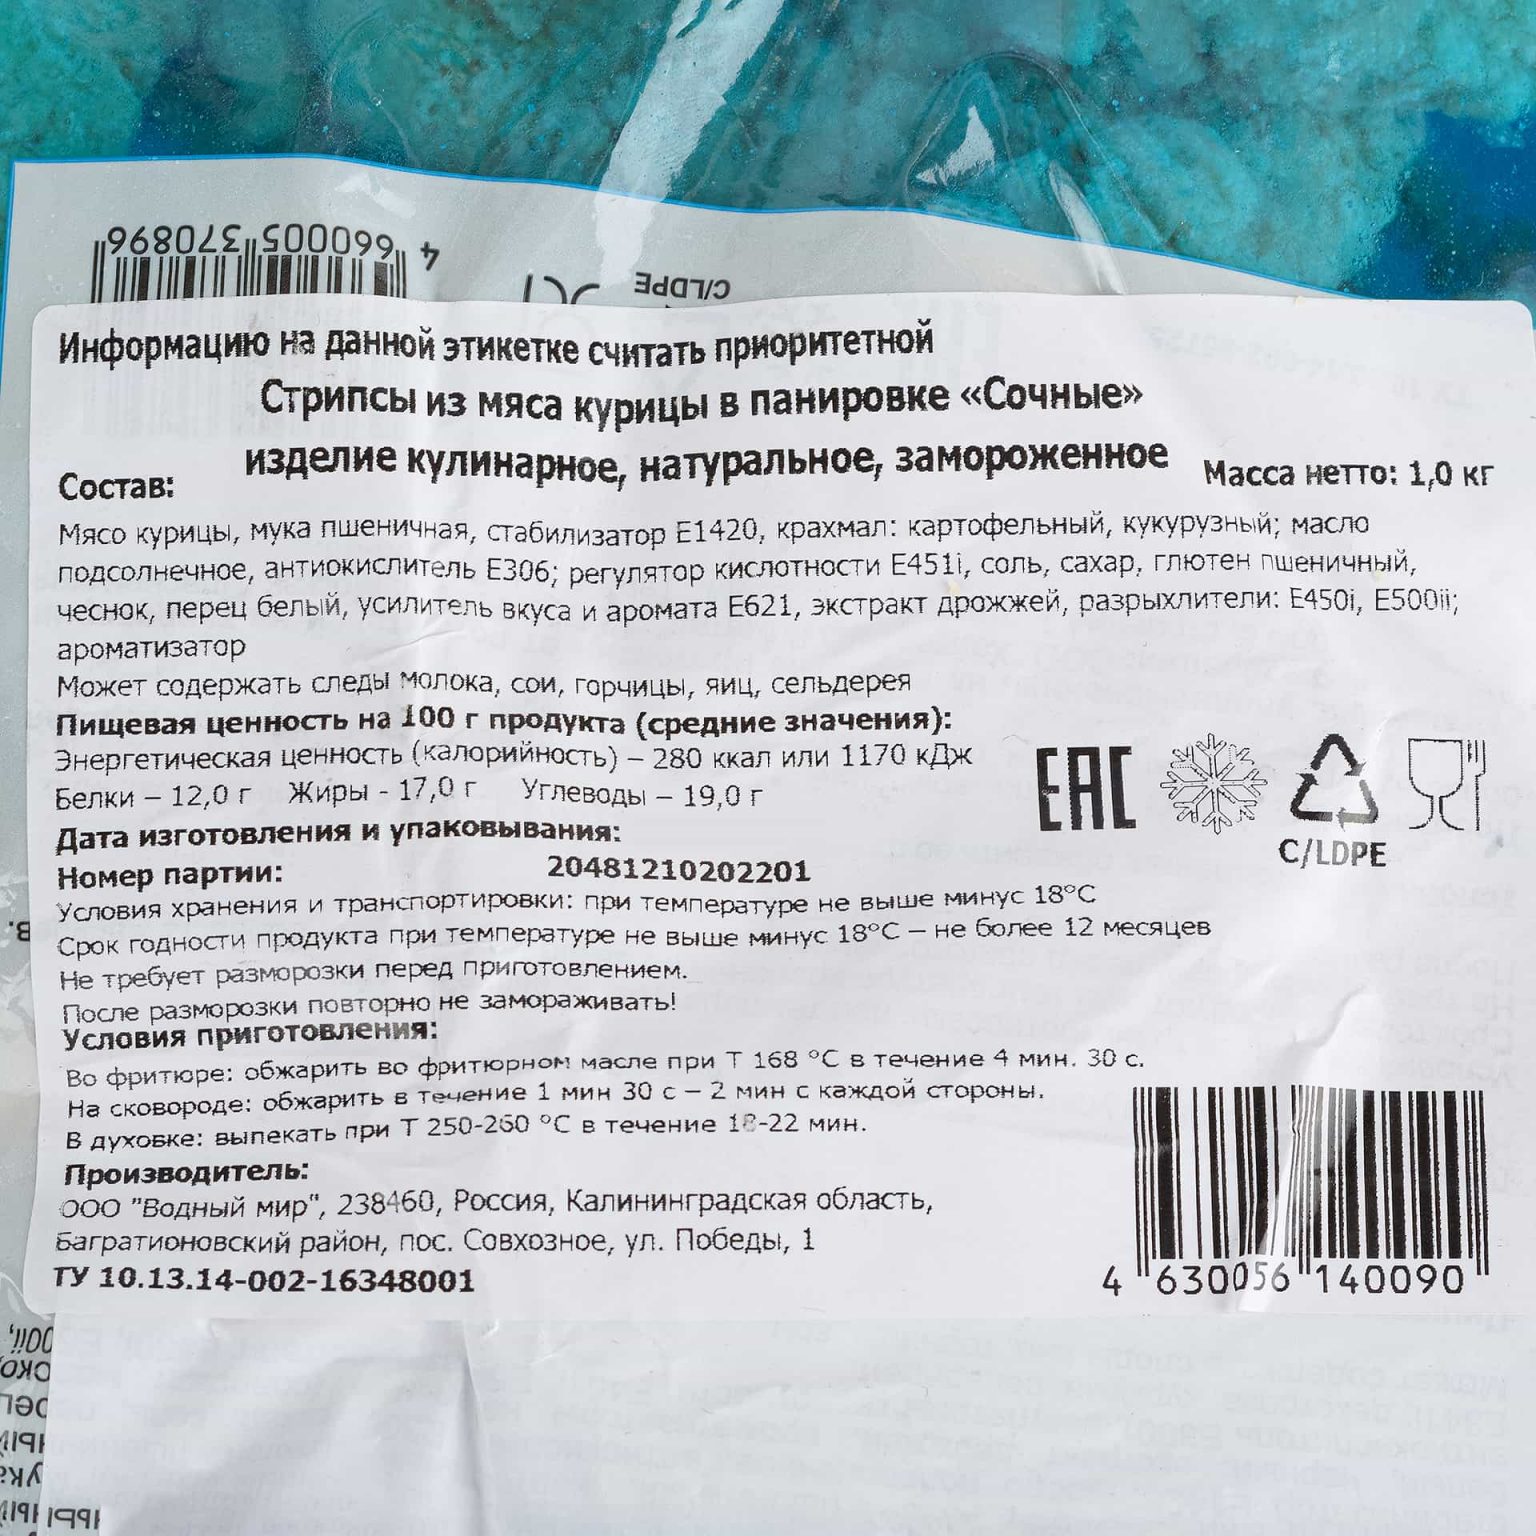 4 660005 370896
C/LDPE
Информацию на данной этикетке считать приоритетной
Стрипсы из мяса курицы в панировке «Сочные»
изделие кулинарное, натуральное, замороженное
Масса нетто: 1,0 кг
Состав:
Мясо курицы, мука пшеничная, стабилизатор Е1420, крахмал: картофельный, кукурузный; масло
подсолнечное, антиокислитель Е306; регулятор кислотности Е451i, соль, сахар, глютен пшеничный,
чеснок, перец белый, усилитель вкуса и аромата Е621, экстракт дрожжей, разрыхлители: Е450i, Е500ii;
ароматизатор
Может содержать следы молока, сои, горчицы, яиц, сельдерея
Пищевая ценность на 100 г продукта (средние значения):
Энергетическая ценность (калорийность) – 280 ккал или 1170 кДж
Белки – 12,0 г Жиры - 17,0 г Углеводы – 19,0 г
EAC
C/LDPE
Дата изготовления и упаковывания:
Номер партии: 20481210202201
Условия хранения и транспортировки: при температуре не выше минус 18°С
Срок годности продукта при температуре не выше минус 18°С – не более 12 месяцев
Не требует разморозки перед приготовлением.
После разморозки повторно не замораживать!
Условия приготовления:
Во фритюре: обжарить во фритюрном масле при Т 168 °С в течение 4 мин. 30 с.
На сковороде: обжарить в течение 1 мин 30 с – 2 мин с каждой стороны.
В духовке: выпекать при Т 250-260 °С в течение 18-22 мин.
Производитель:
ООО "Водный мир", 238460, Россия, Калининградская область,
Багратионовский район, пос. Совхозное, ул. Победы, 1
ТУ 10.13.14-002-16348001
4 630056 140090